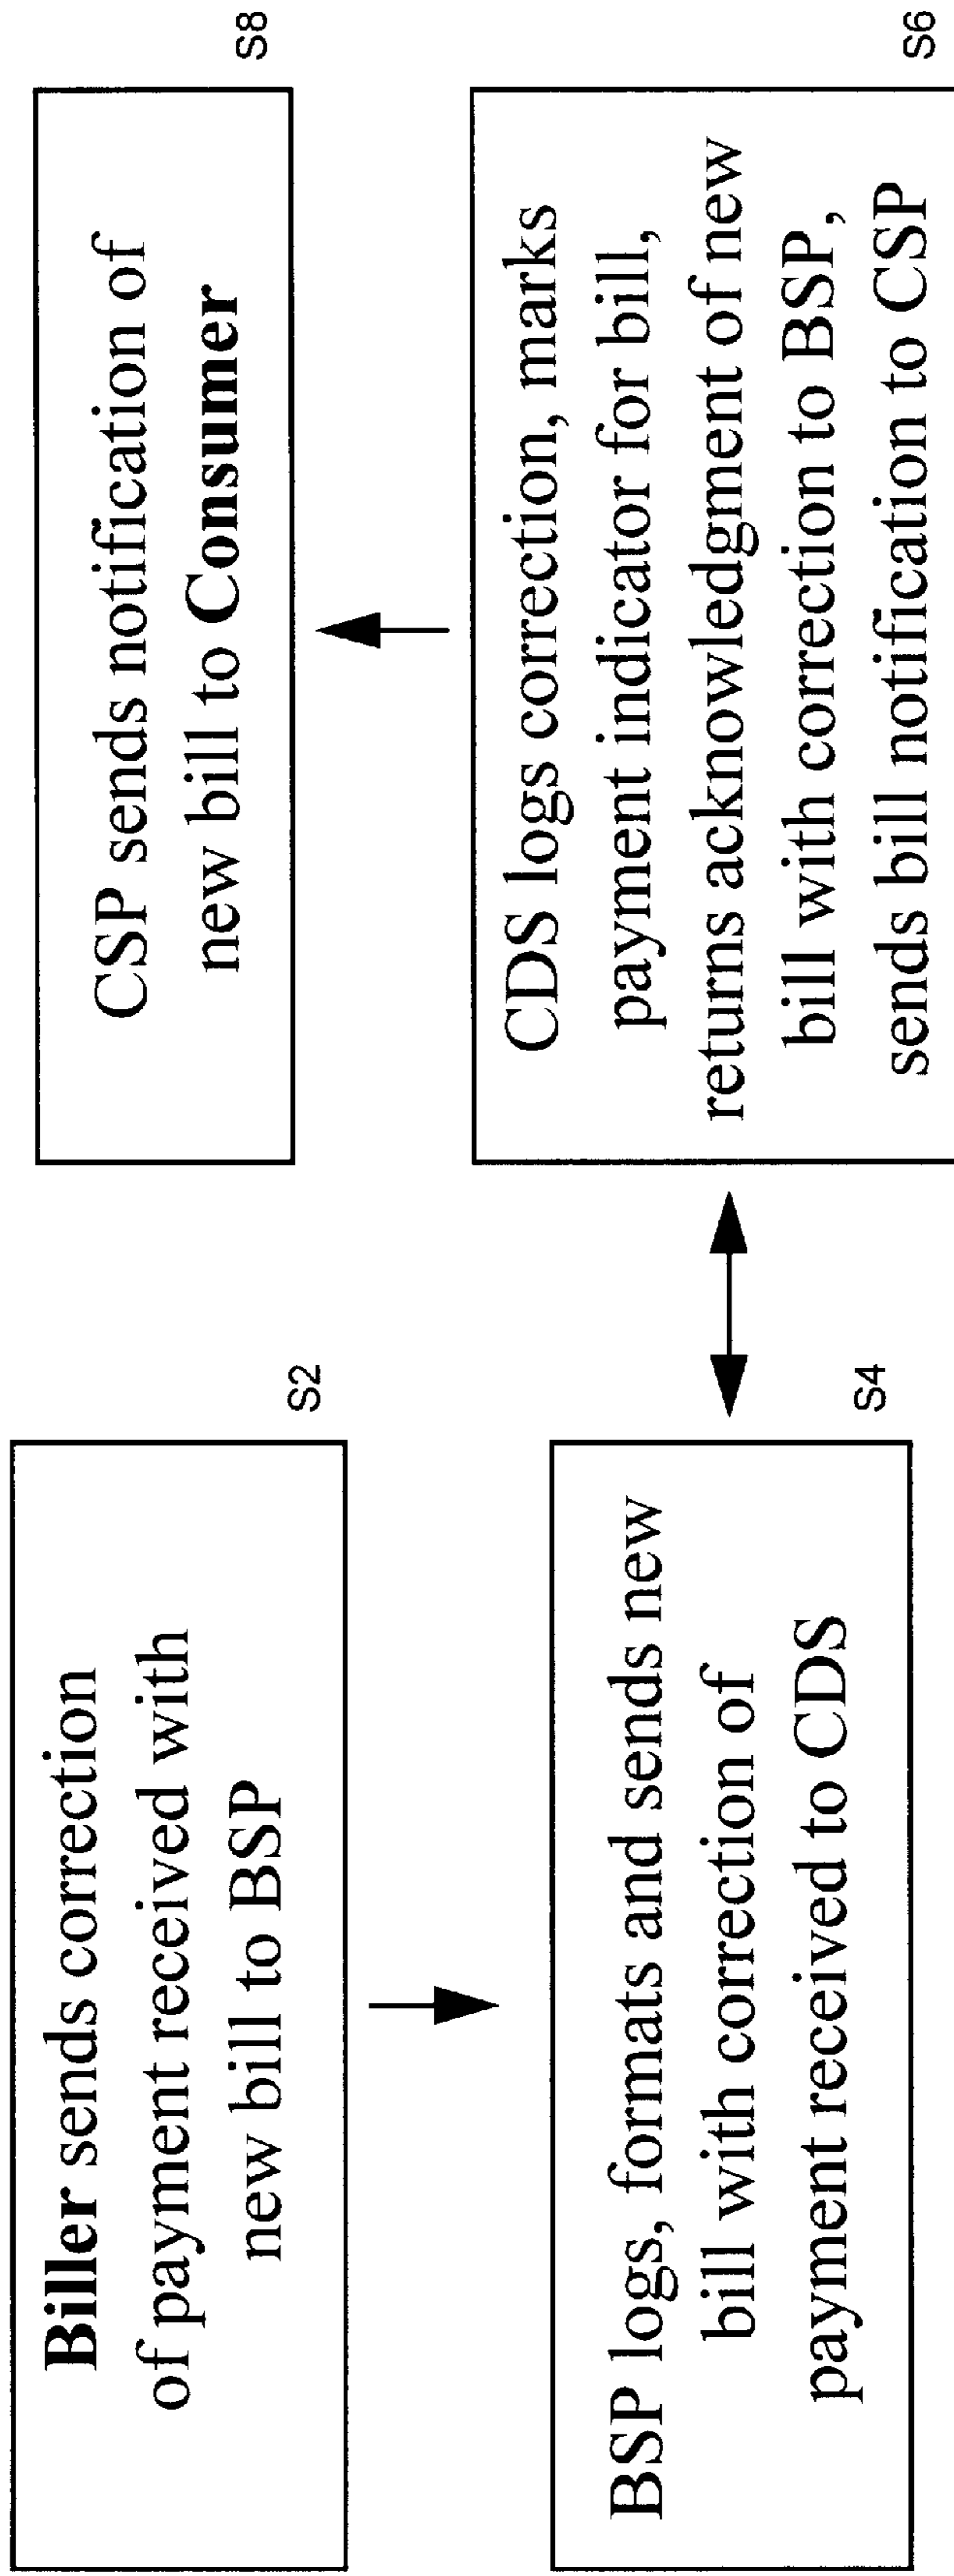 Biller sends correction
of payment received with
new bill to BSP
S2
BSP logs, formats and sends new
bill with correction of
payment received to CDS
S4
CDS logs correction, marks
payment indicator for bill,
returns acknowledgment of new
bill with correction to BSP,
sends bill notification to CSP
S6
CSP sends notification of
new bill to Consumer
S8